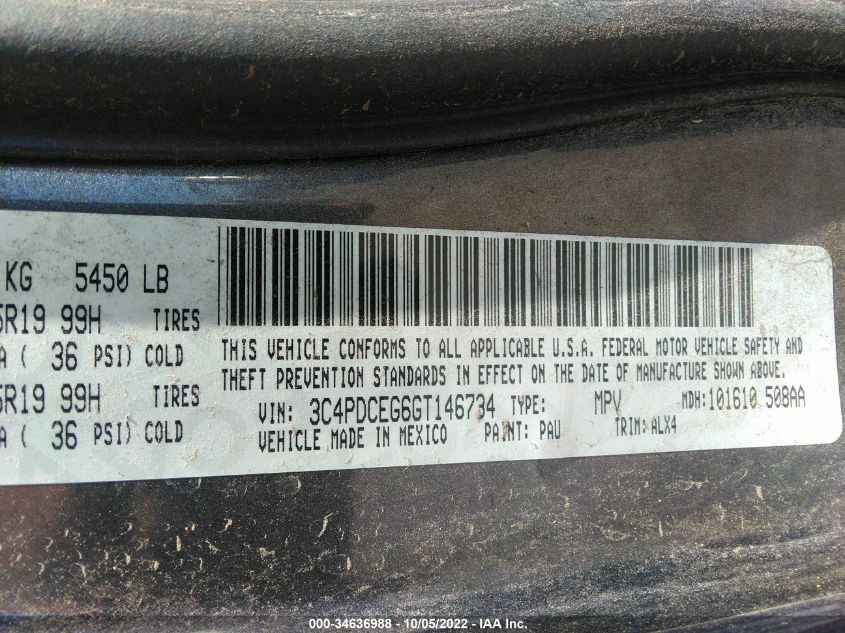 KG 5450 LB
5R19 99H TIRES
A ( 36 PSI) COLD
5R19 99H TIRES
A ( 36 PSI) COLD
THIS VEHICLE CONFORMS TO ALL APPLICABLE U.S.A. FEDERAL MOTOR VEHICLE SAFETY AND
THEFT PREVENTION STANDARDS IN EFFECT ON THE DATE OF MANUFACTURE SHOWN ABOVE.
VIN: 3C4PDCEG6GT146734 TYPE: MPV MDH:101610 508AA
VEHICLE MADE IN MEXICO PAINT: PAU TRIM: ALX4
000-34636988 - 10/05/2022 - IAA Inc.